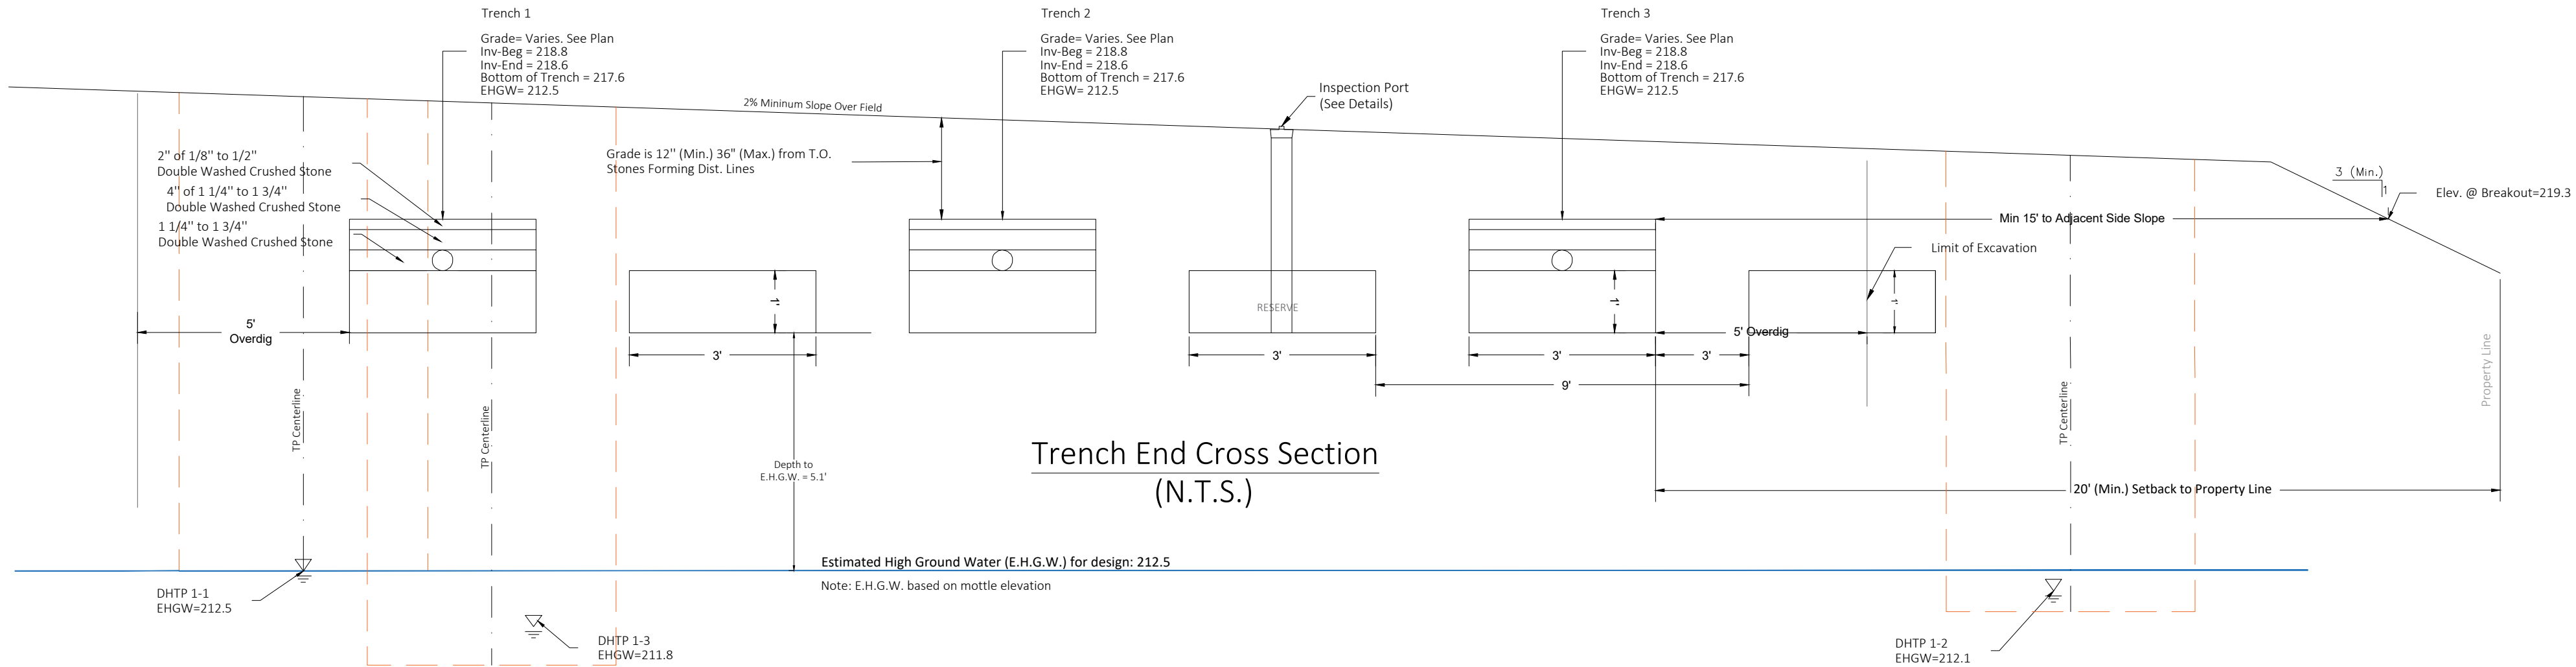 Trench 1
Grade= Varies. See Plan
Inv-Beg = 218.8
Inv-End = 218.6
Bottom of Trench = 217.6
EHGW= 212.5
Trench 2
Grade= Varies. See Plan
Inv-Beg = 218.8
Inv-End = 218.6
Bottom of Trench = 217.6
EHGW= 212.5
Trench 3
Grade= Varies. See Plan
Inv-Beg = 218.8
Inv-End = 218.6
Bottom of Trench = 217.6
EHGW= 212.5
2% Mininum Slope Over Field
Inspection Port
(See Details)
2" of 1/8" to 1/2"
Double Washed Crushed Stone
4" of 1 1/4" to 1 3/4"
Double Washed Crushed Stone
1 1/4" to 1 3/4"
Double Washed Crushed Stone
Grade is 12" (Min.) 36" (Max.) from T.O.
Stones Forming Dist. Lines
3 (Min.)
1
Elev. @ Breakout=219.3
Min 15' to Adjacent Side Slope
Limit of Excavation
5'
Overdig
1'
RESERVE
1'
1'
5' Overdig
3'
3'
3'
3'
9'
TP Centerline
TP Centerline
TP Centerline
Property Line
Depth to
E.H.G.W. = 5.1'
Trench End Cross Section
(N.T.S.)
20' (Min.) Setback to Property Line
Estimated High Ground Water (E.H.G.W.) for design: 212.5
Note: E.H.G.W. based on mottle elevation
DHTP 1-1
EHGW=212.5
DHTP 1-3
EHGW=211.8
DHTP 1-2
EHGW=212.1